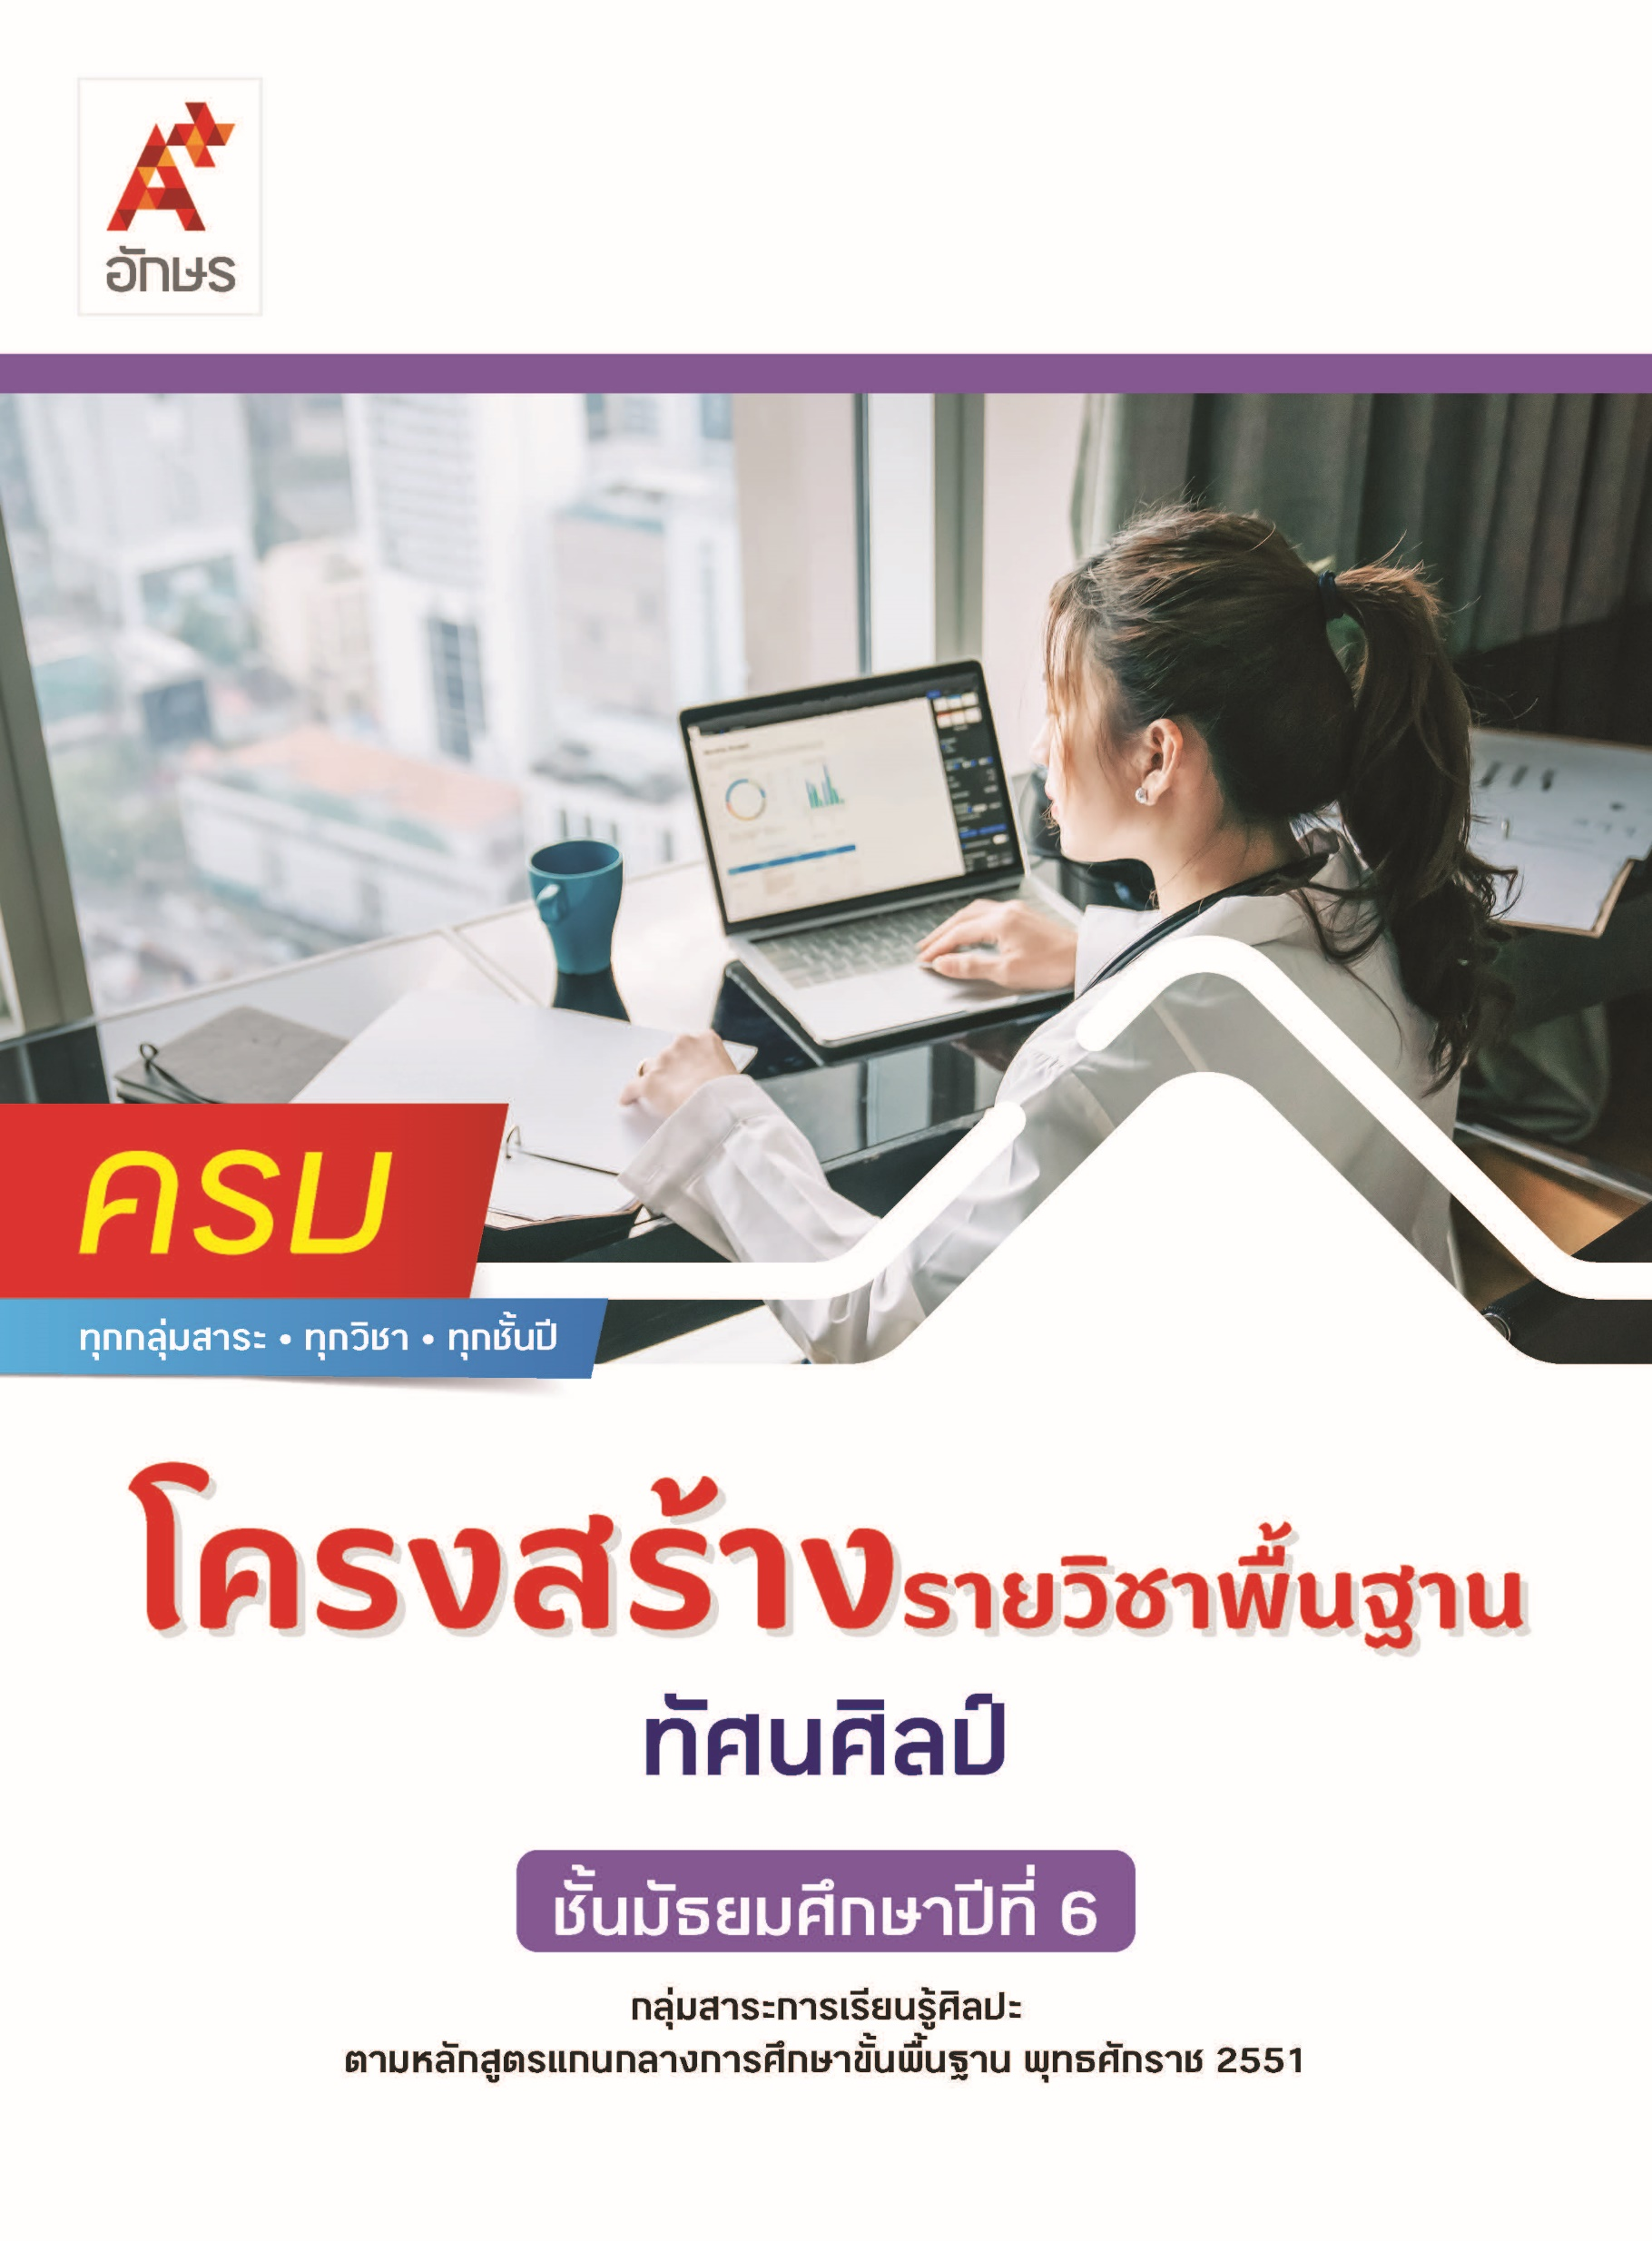 อักษร
ครบ
ทุกกลุ่มสาระ • ทุกวิชา • ทุกชั้นปี
โครงสร้างรายวิชาพื้นฐาน
ทัศนศิลป์
ชั้นมัธยมศึกษาปีที่ 6
กลุ่มสาระการเรียนรู้ศิลปะ
ตามหลักสูตรแกนกลางการศึกษาขั้นพื้นฐาน พุทธศักราช 2551